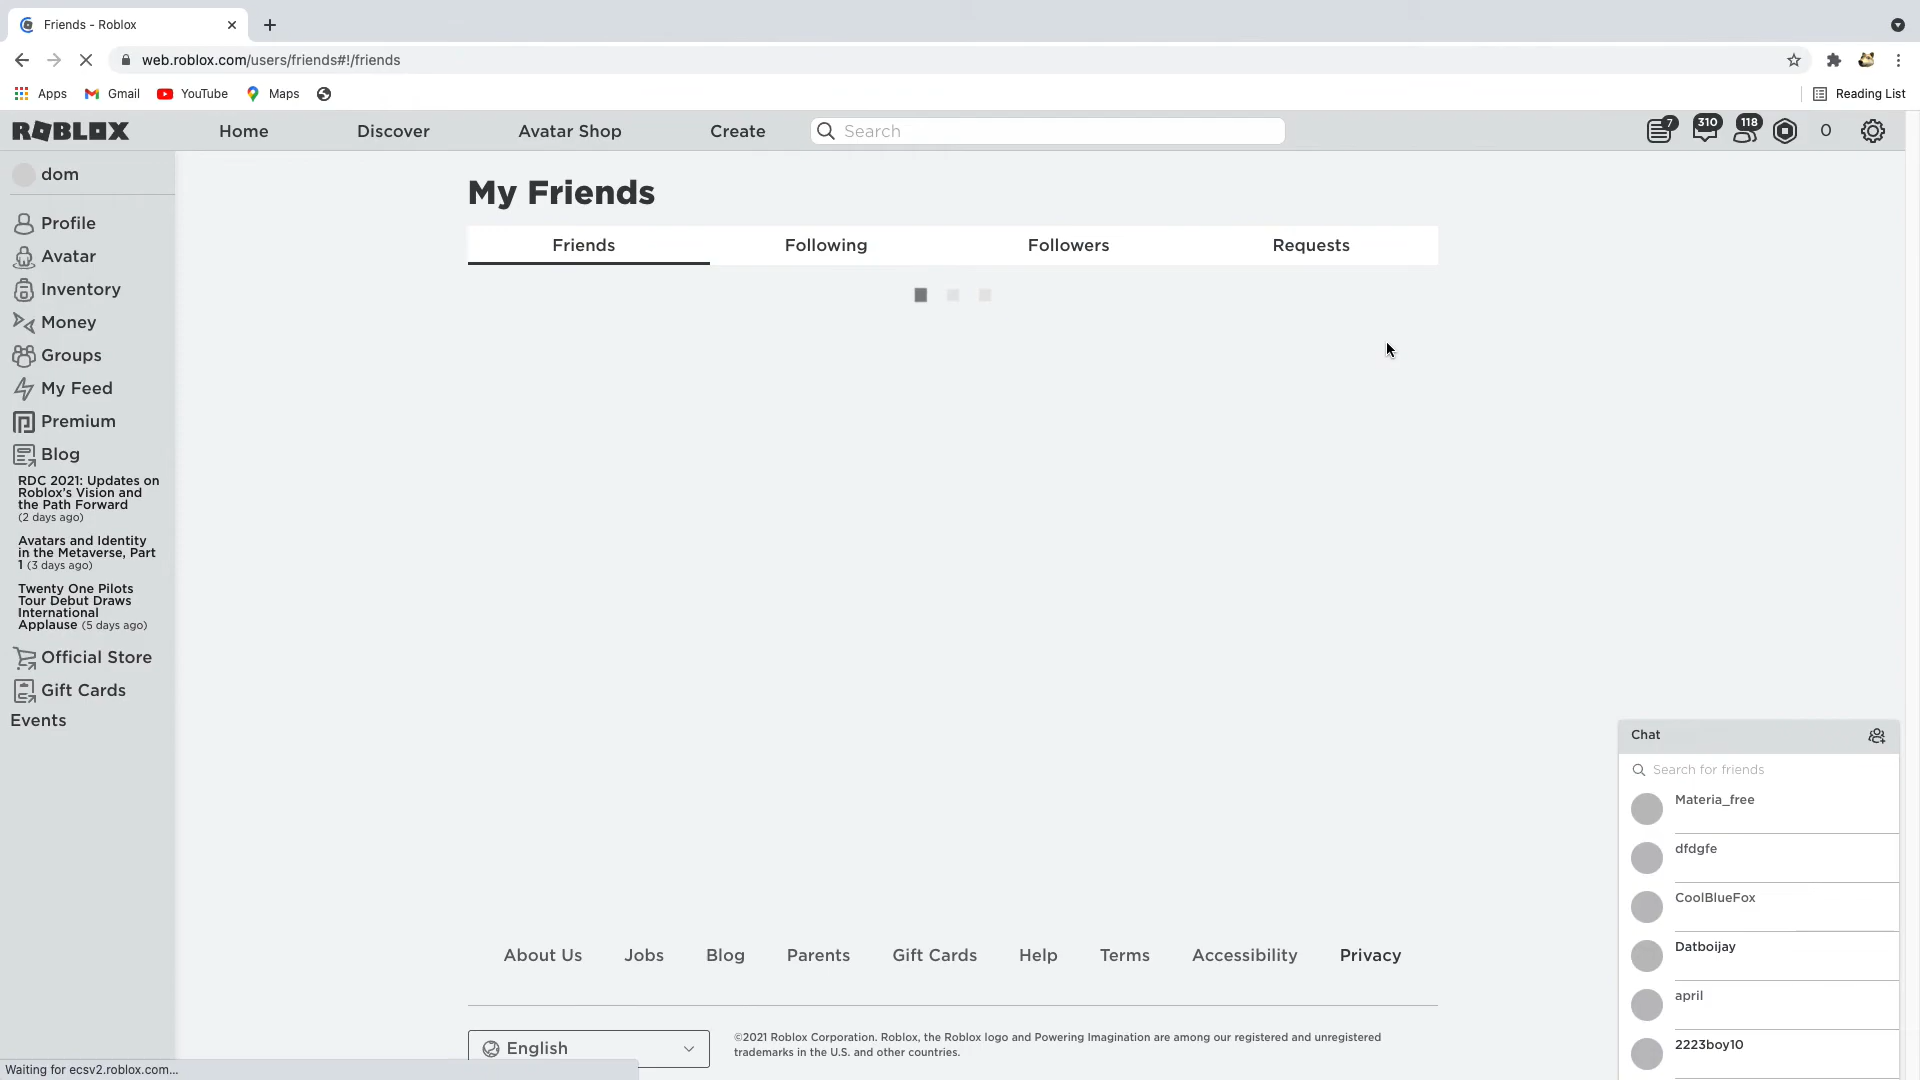 Friends - Roblox
web.roblox.com/users/friends#!/friends
Apps
Gmail
YouTube
Maps
Reading List
ROBLOX
Home
Discover
Avatar Shop
Create
Search
7
310
118
0
dom
Profile
Avatar
Inventory
Money
Groups
My Feed
Premium
Blog
RDC 2021: Updates on
Roblox's Vision and
the Path Forward
(2 days ago)
Avatars and Identity
in the Metaverse, Part
1 (3 days ago)
Twenty One Pilots
Tour Debut Draws
International
Applause (5 days ago)
Official Store
Gift Cards
Events
My Friends
Friends
Following
Followers
Requests
Chat
Search for friends
Materia_free
dfdgfe
CoolBlueFox
Datboijay
april
2223boy10
About Us
Jobs
Blog
Parents
Gift Cards
Help
Terms
Accessibility
Privacy
English
©2021 Roblox Corporation. Roblox, the Roblox logo and Powering Imagination are among our registered and unregistered
trademarks in the U.S. and other countries.
Waiting for ecsv2.roblox.com...